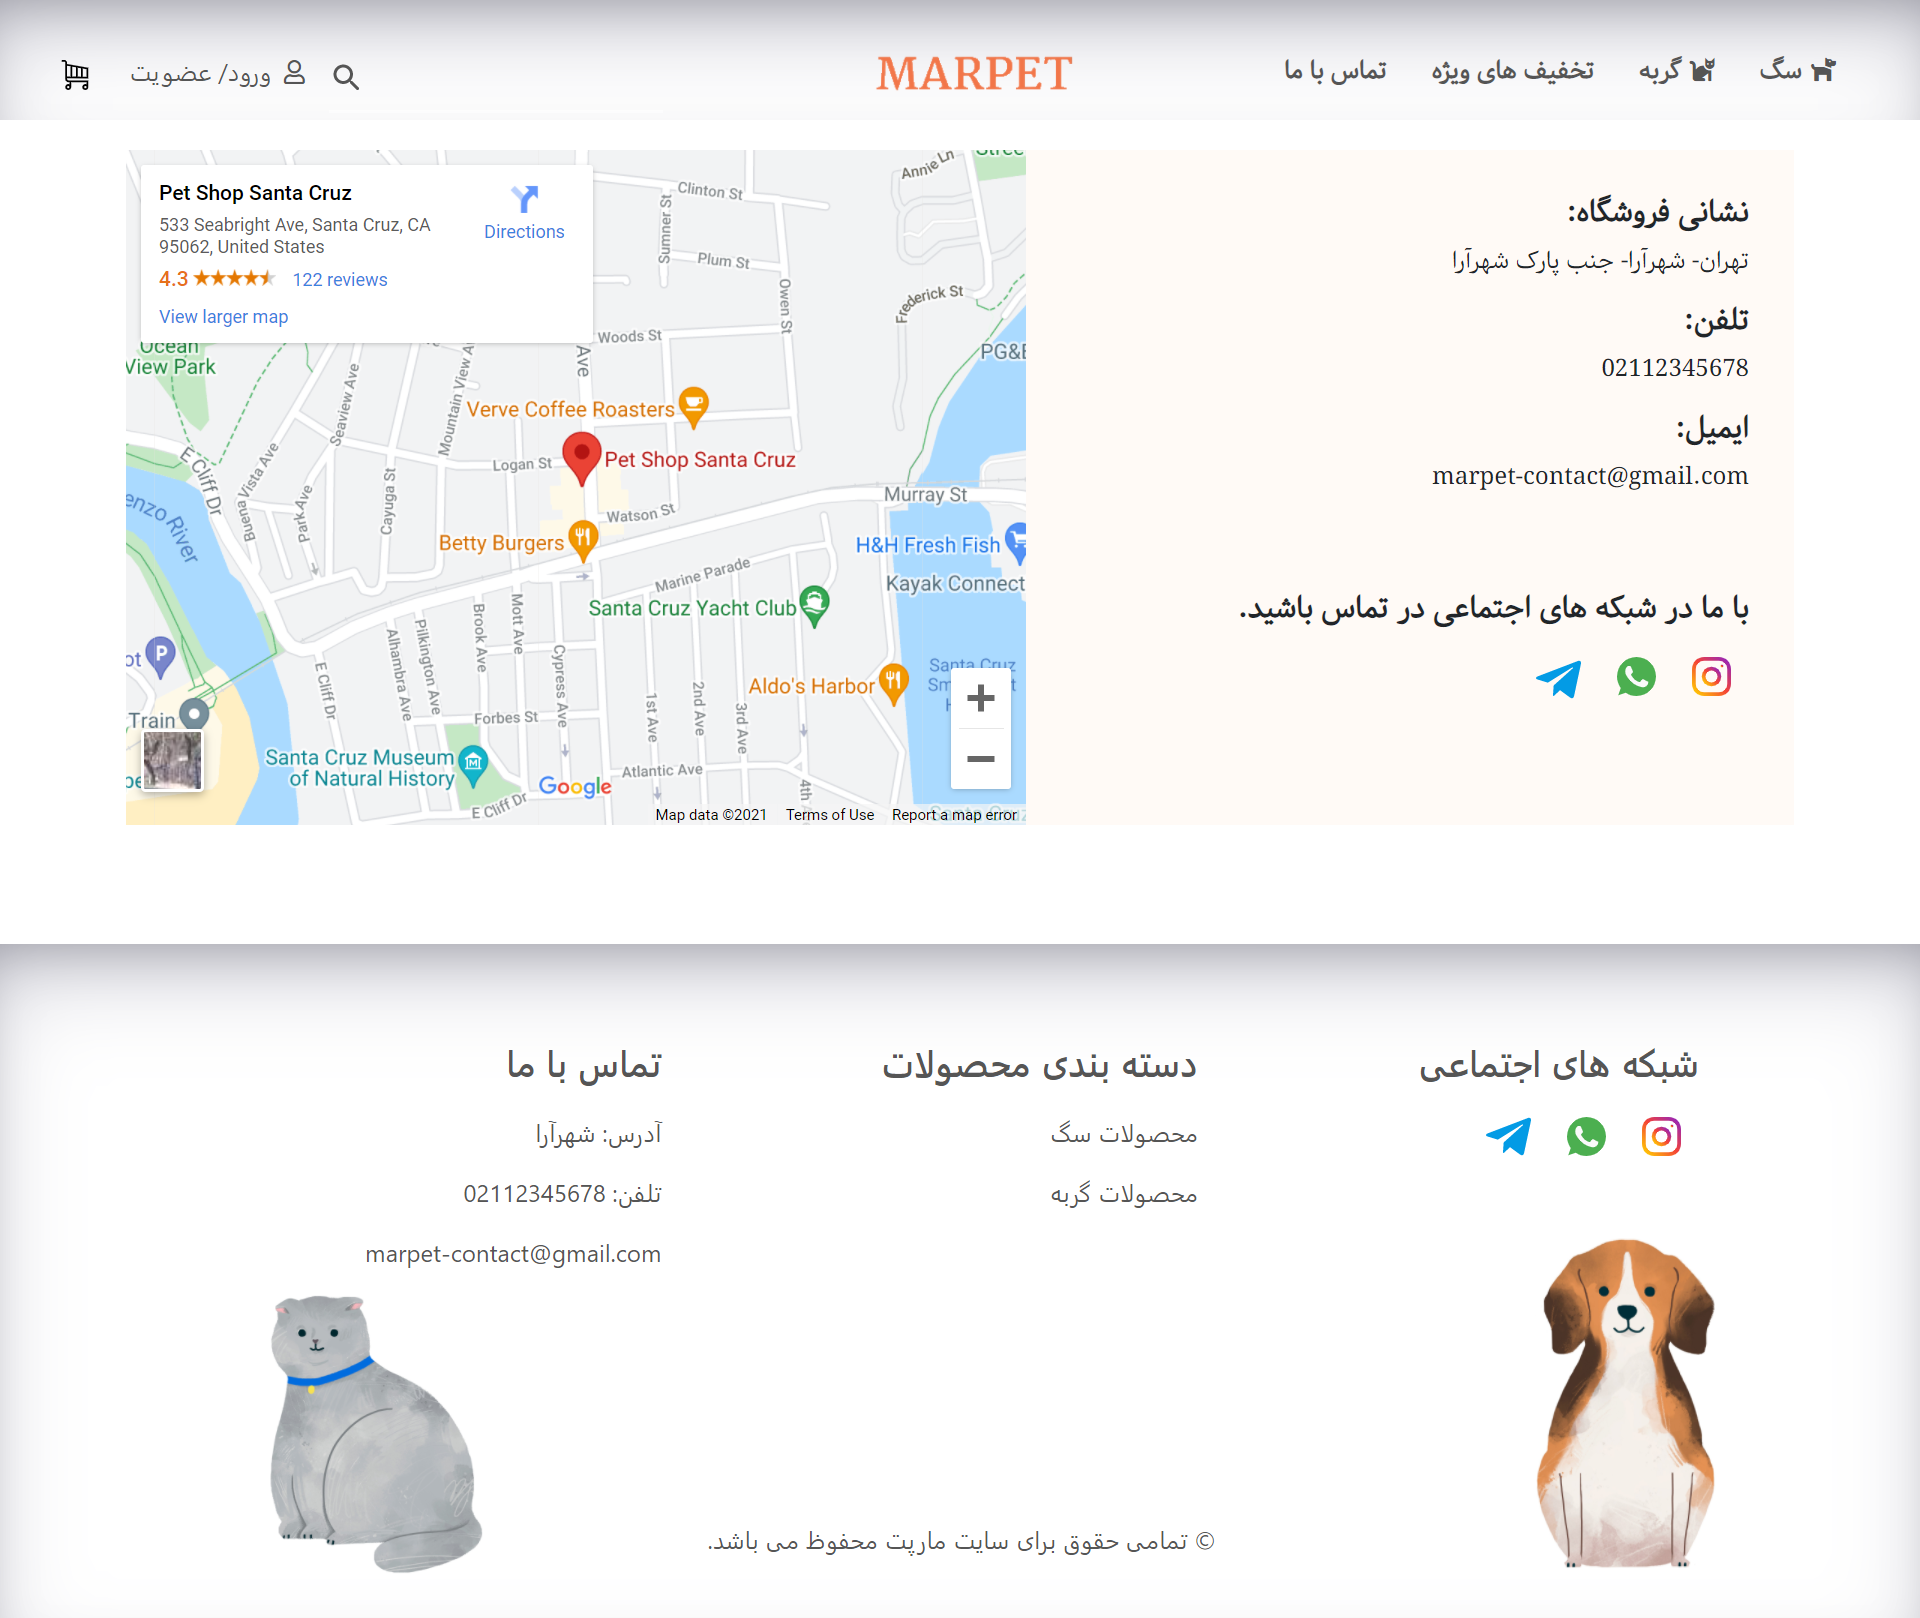 سگ
گربه
تخفیف های ویژه
تماس با ما
MARPET
ورود/ عضویت
نشانی فروشگاه:
تهران- شهرآرا- جنب پارک شهرآرا
تلفن:
02112345678
ایمیل:
marpet-contact@gmail.com
با ما در شبکه های اجتماعی در تماس باشید.
Pet Shop Santa Cruz
533 Seabright Ave, Santa Cruz, CA
95062, United States
Directions
4.3
122 reviews
View larger map
Annie Ln
Clinton St
Sumner St
Plum St
Owen St
Frederick St
Woods St
Ave
Ocean
View Park
PG&E
Seaview Ave
Mountain View A
Verve Coffee Roasters
Logan St
Pet Shop Santa Cruz
E Cliff Dr
Buena Vista Ave
Park Ave
Cayuga St
Murray St
enzo River
Watson St
Betty Burgers
H&H Fresh Fish
Kayak Connect
Marine Parade
Santa Cruz Yacht Club
Brook Ave
Mott Ave
Pilkington Ave
Alhambra Ave
Cypress Ave
E Cliff Dr
ot
P
Santa Cruz
Sm
t
H
Aldo's Harbor
1st Ave
2nd Ave
3rd Ave
4th
Train
Forbes St
Santa Cruz Museum
of Natural History
Atlantic Ave
Google
E Cliff Dr
Map data ©2021
Terms of Use
Report a map error
شبکه های اجتماعی
دسته بندی محصولات
محصولات سگ
محصولات گربه
تماس با ما
آدرس: شهرآرا
تلفن: 02112345678
marpet-contact@gmail.com
© تمامی حقوق برای سایت مارپت محفوظ می باشد.